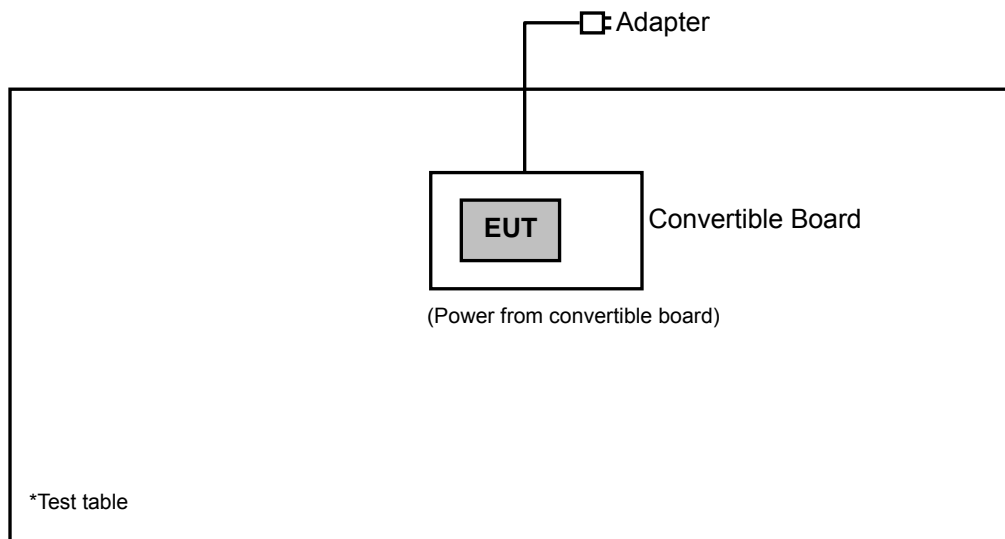 Adapter
EUT
Convertible Board
(Power from convertible board)
*Test table